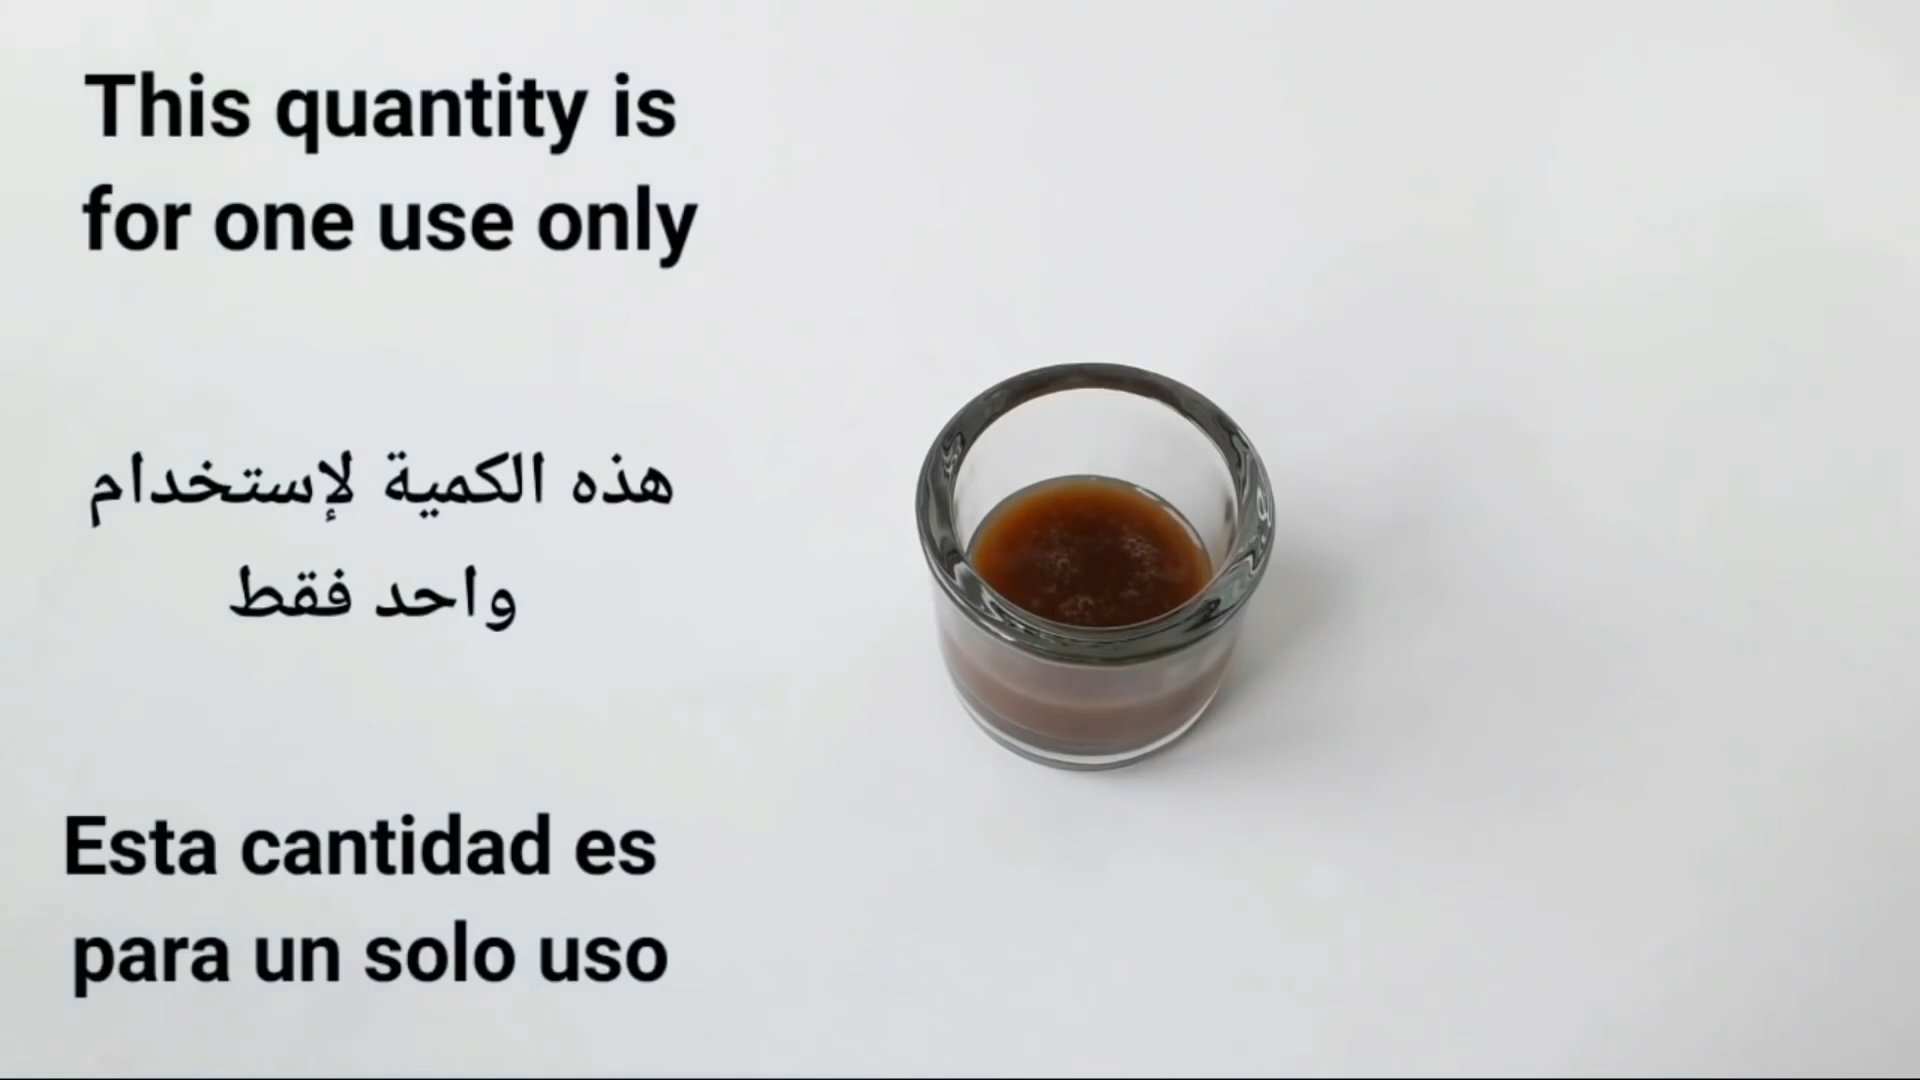 This quantity is
for one use only
هذه الكمية لإستخدام
واحد فقط
Esta cantidad es
para un solo uso